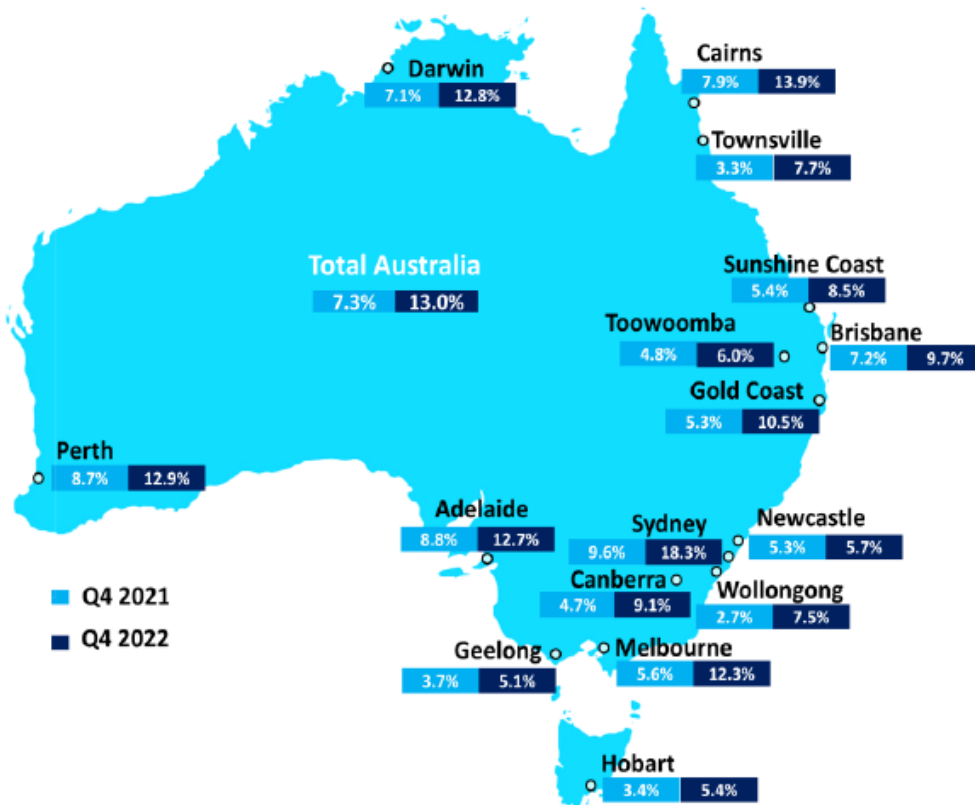 Cairns
Darwin
7.9% 13.9%
7.1% 12.8%
Townsville
3.3% 7.7%
Total Australia
7.3% 13.0%
Sunshine Coast
5.4% 8.5%
Toowoomba
4.8% 6.0%
Brisbane
7.2% 9.7%
Gold Coast
5.3% 10.5%
Perth
8.7% 12.9%
Adelaide
8.8% 12.7%
Sydney
9.6% 18.3%
Newcastle
5.3% 5.7%
Canberra
4.7% 9.1%
Wollongong
2.7% 7.5%
Q4 2021
Q4 2022
Geelong
3.7% 5.1%
Melbourne
5.6% 12.3%
Hobart
3.4% 5.4%